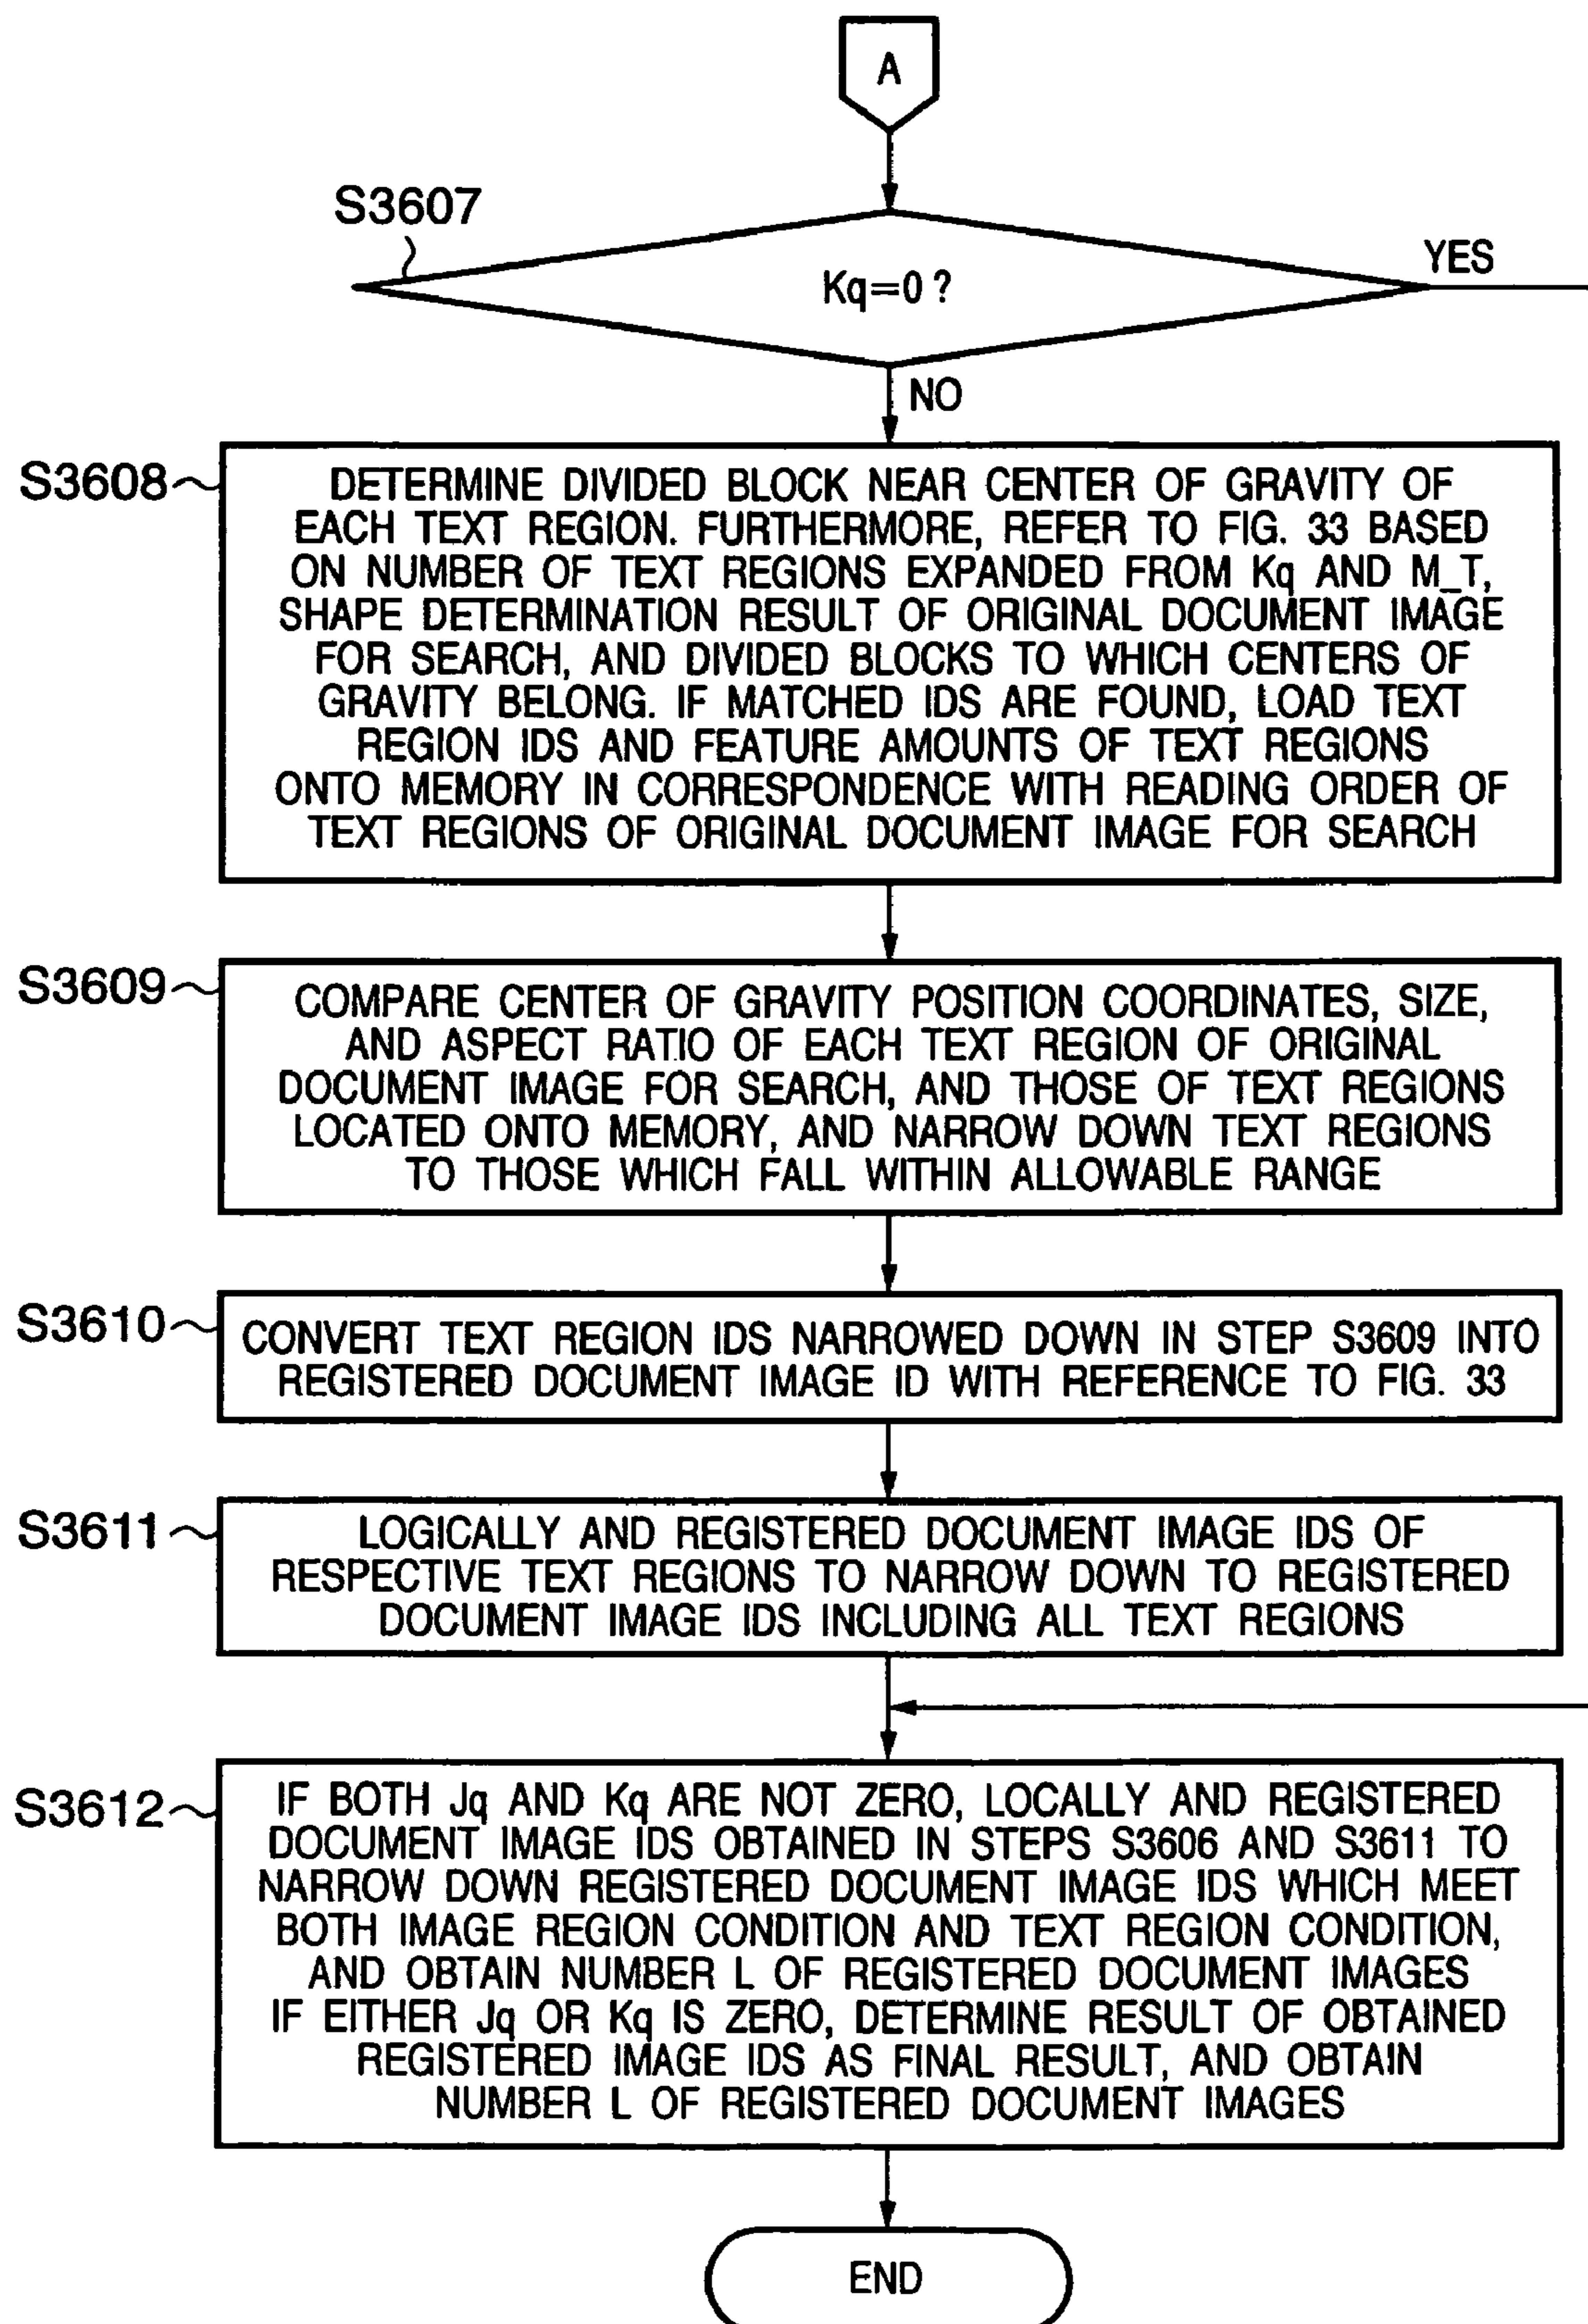 A
S3607
Kq=0 ?
YES
NO
S3608
DETERMINE DIVIDED BLOCK NEAR CENTER OF GRAVITY OF
EACH TEXT REGION. FURTHERMORE, REFER TO FIG. 33 BASED
ON NUMBER OF TEXT REGIONS EXPANDED FROM Kq AND M_T,
SHAPE DETERMINATION RESULT OF ORIGINAL DOCUMENT IMAGE
FOR SEARCH, AND DIVIDED BLOCKS TO WHICH CENTERS OF
GRAVITY BELONG. IF MATCHED IDS ARE FOUND, LOAD TEXT
REGION IDS AND FEATURE AMOUNTS OF TEXT REGIONS
ONTO MEMORY IN CORRESPONDENCE WITH READING ORDER OF
TEXT REGIONS OF ORIGINAL DOCUMENT IMAGE FOR SEARCH
S3609
COMPARE CENTER OF GRAVITY POSITION COORDINATES, SIZE,
AND ASPECT RATIO OF EACH TEXT REGION OF ORIGINAL
DOCUMENT IMAGE FOR SEARCH, AND THOSE OF TEXT REGIONS
LOCATED ONTO MEMORY, AND NARROW DOWN TEXT REGIONS
TO THOSE WHICH FALL WITHIN ALLOWABLE RANGE
S3610
CONVERT TEXT REGION IDS NARROWED DOWN IN STEP S3609 INTO
REGISTERED DOCUMENT IMAGE ID WITH REFERENCE TO FIG. 33
S3611
LOGICALLY AND REGISTERED DOCUMENT IMAGE IDS OF
RESPECTIVE TEXT REGIONS TO NARROW DOWN TO REGISTERED
DOCUMENT IMAGE IDS INCLUDING ALL TEXT REGIONS
S3612
IF BOTH Jq AND Kq ARE NOT ZERO, LOCALLY AND REGISTERED
DOCUMENT IMAGE IDS OBTAINED IN STEPS S3606 AND S3611 TO
NARROW DOWN REGISTERED DOCUMENT IMAGE IDS WHICH MEET
BOTH IMAGE REGION CONDITION AND TEXT REGION CONDITION,
AND OBTAIN NUMBER L OF REGISTERED DOCUMENT IMAGES
IF EITHER Jq OR Kq IS ZERO, DETERMINE RESULT OF OBTAINED
REGISTERED IMAGE IDS AS FINAL RESULT, AND OBTAIN
NUMBER L OF REGISTERED DOCUMENT IMAGES
END